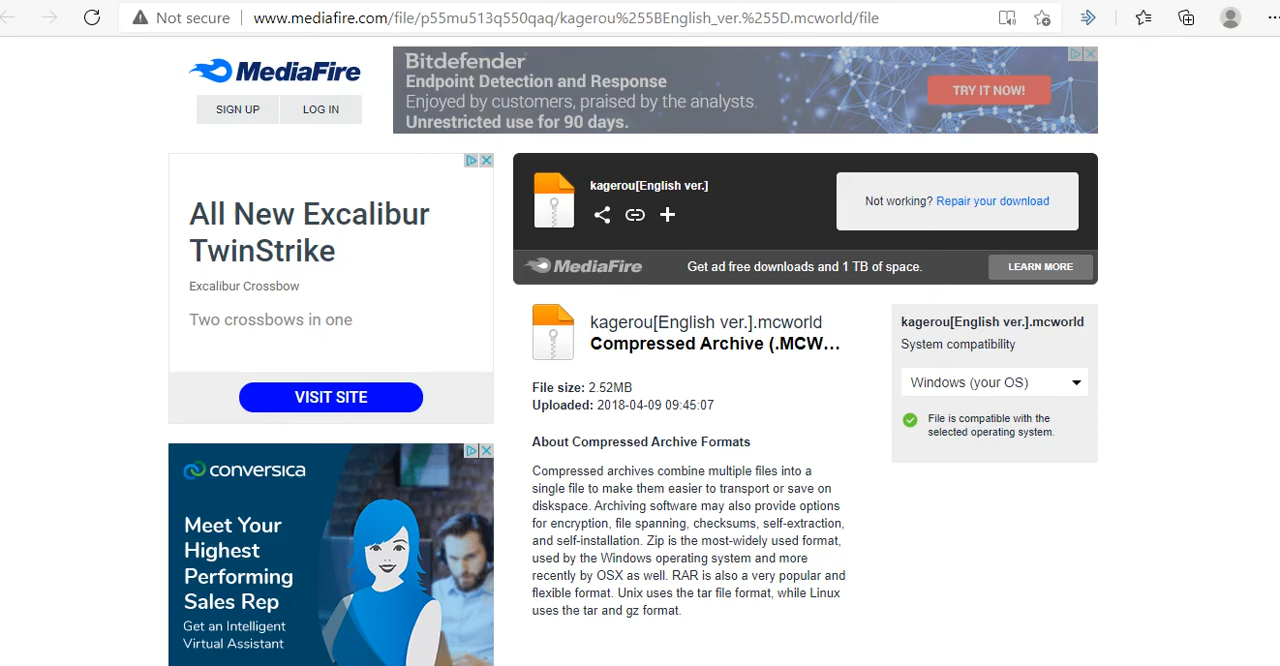 Not secure
www.mediafire.com/file/p55mu513q550qaq/kagerou%255BEnglish_ver.%255D.mcworld/file
MediaFire
SIGN UP
LOG IN
Bitdefender
Endpoint Detection and Response
Enjoyed by customers, praised by the analysts.
Unrestricted use for 90 days.
TRY IT NOW!
All New Excalibur
TwinStrike
Excalibur Crossbow
Two crossbows in one
VISIT SITE
conversica
Meet Your
Highest
Performing
Sales Rep
Get an Intelligent
Virtual Assistant
kagerou[English ver.]
Not working? Repair your download
MediaFire
Get ad free downloads and 1 TB of space.
LEARN MORE
kagerou[English ver.].mcworld
Compressed Archive (.MCW...
File size: 2.52MB
Uploaded: 2018-04-09 09:45:07
About Compressed Archive Formats
Compressed archives combine multiple files into a
single file to make them easier to transport or save on
diskspace. Archiving software may also provide options
for encryption, file spanning, checksums, self-extraction,
and self-installation. Zip is the most-widely used format,
used by the Windows operating system and more
recently by OSX as well. RAR is also a very popular and
flexible format. Unix uses the tar file format, while Linux
uses the tar and gz format.
kagerou[English ver.].mcworld
System compatibility
Windows (your OS)
File is compatible with the
selected operating system.